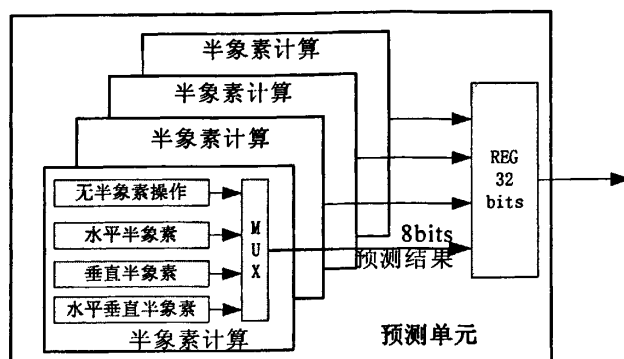 半象素计算
半象素计算
半象素计算
无半象素操作
水平半象素
垂直半象素
水平垂直半象素
M
U
X
半象素计算
8bits
预测结果
REG
32
bits
预测单元